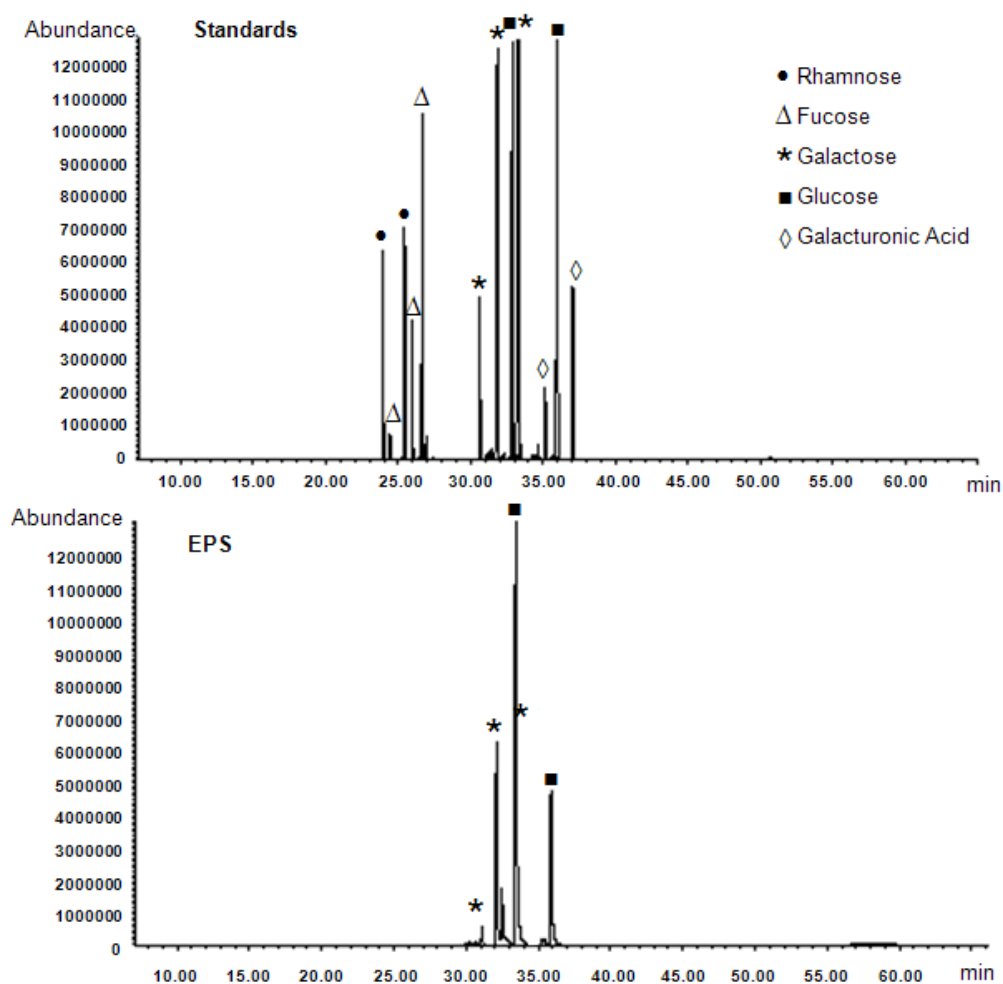 Abundance
Standards
12000000
11000000
10000000
9000000
8000000
7000000
6000000
5000000
4000000
3000000
2000000
1000000
0
● Rhamnose
Δ Fucose
* Galactose
■ Glucose
◊ Galacturonic Acid
10.00 15.00 20.00 25.00 30.00 35.00 40.00 45.00 50.00 55.00 60.00 min
Abundance
EPS
12000000
11000000
10000000
9000000
8000000
7000000
6000000
5000000
4000000
3000000
2000000
1000000
0
10.00 15.00 20.00 25.00 30.00 35.00 40.00 45.00 50.00 55.00 60.00 min